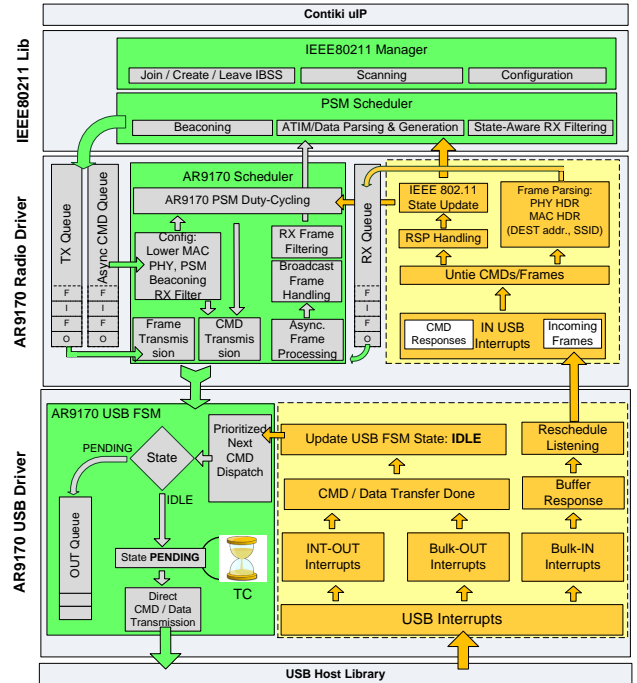 Contiki uIP
IEEE80211 Lib
IEEE80211 Manager
Join / Create / Leave IBSS
Scanning
Configuration
PSM Scheduler
Beaconing
ATIM/Data Parsing & Generation
State-Aware RX Filtering
AR9170 Radio Driver
TX Queue
F
I
F
O
Async CMD Queue
F
I
F
O
AR9170 Scheduler
AR9170 PSM Duty-Cycling
Config:
Lower MAC
PHY, PSM
Beaconing
RX Filter
RX Frame
Filtering
Broadcast
Frame
Handling
Frame
Transmis
sion
CMD
Transmis
sion
Async.
Frame
Processing
RX Queue
F
I
F
O
IEEE 802.11
State Update
RSP Handling
Frame Parsing:
PHY HDR
MAC HDR
(DEST addr., SSID)
Untie CMDs/Frames
CMD
Responses
IN USB
Interrupts
Incoming
Frames
AR9170 USB Driver
AR9170 USB FSM
PENDING
State
IDLE
Prioritized
Next
CMD
Dispatch
OUT Queue
State PENDING
TC
Direct
CMD / Data
Transmission
Update USB FSM State: IDLE
CMD / Data Transfer Done
INT-OUT
Interrupts
Bulk-OUT
Interrupts
Reschedule
Listening
Buffer
Response
Bulk-IN
Interrupts
USB Interrupts
USB Host Library